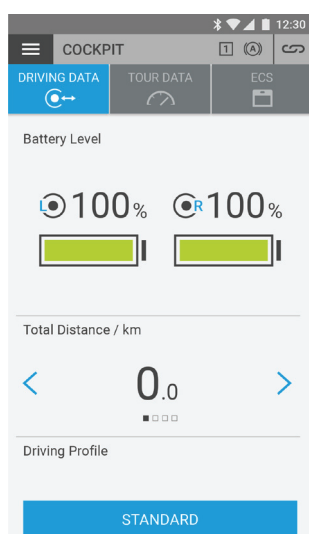 12:30
COCKPIT 1 (A)
DRIVING DATA TOUR DATA ECS
Battery Level
L 100% R 100%
Total Distance / km
0.0
Driving Profile
STANDARD